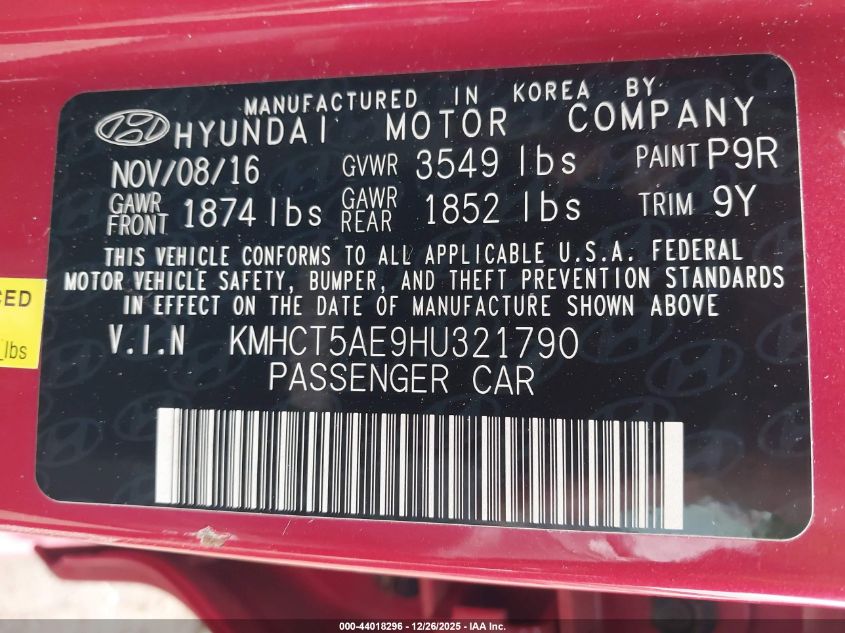 MANUFACTURED IN KOREA BY
HYUNDAI MOTOR COMPANY
NOV/08/16 GVWR 3549 lbs PAINT P9R
GAWR FRONT 1874 lbs GAWR REAR 1852 lbs TRIM 9Y
THIS VEHICLE CONFORMS TO ALL APPLICABLE U.S.A. FEDERAL
MOTOR VEHICLE SAFETY, BUMPER, AND THEFT PREVENTION STANDARDS
IN EFFECT ON THE DATE OF MANUFACTURE SHOWN ABOVE
V.I.N KMHCT5AE9HU321790
PASSENGER CAR
CED
lbs
000-44018296 - 12/26/2025 - IAA Inc.